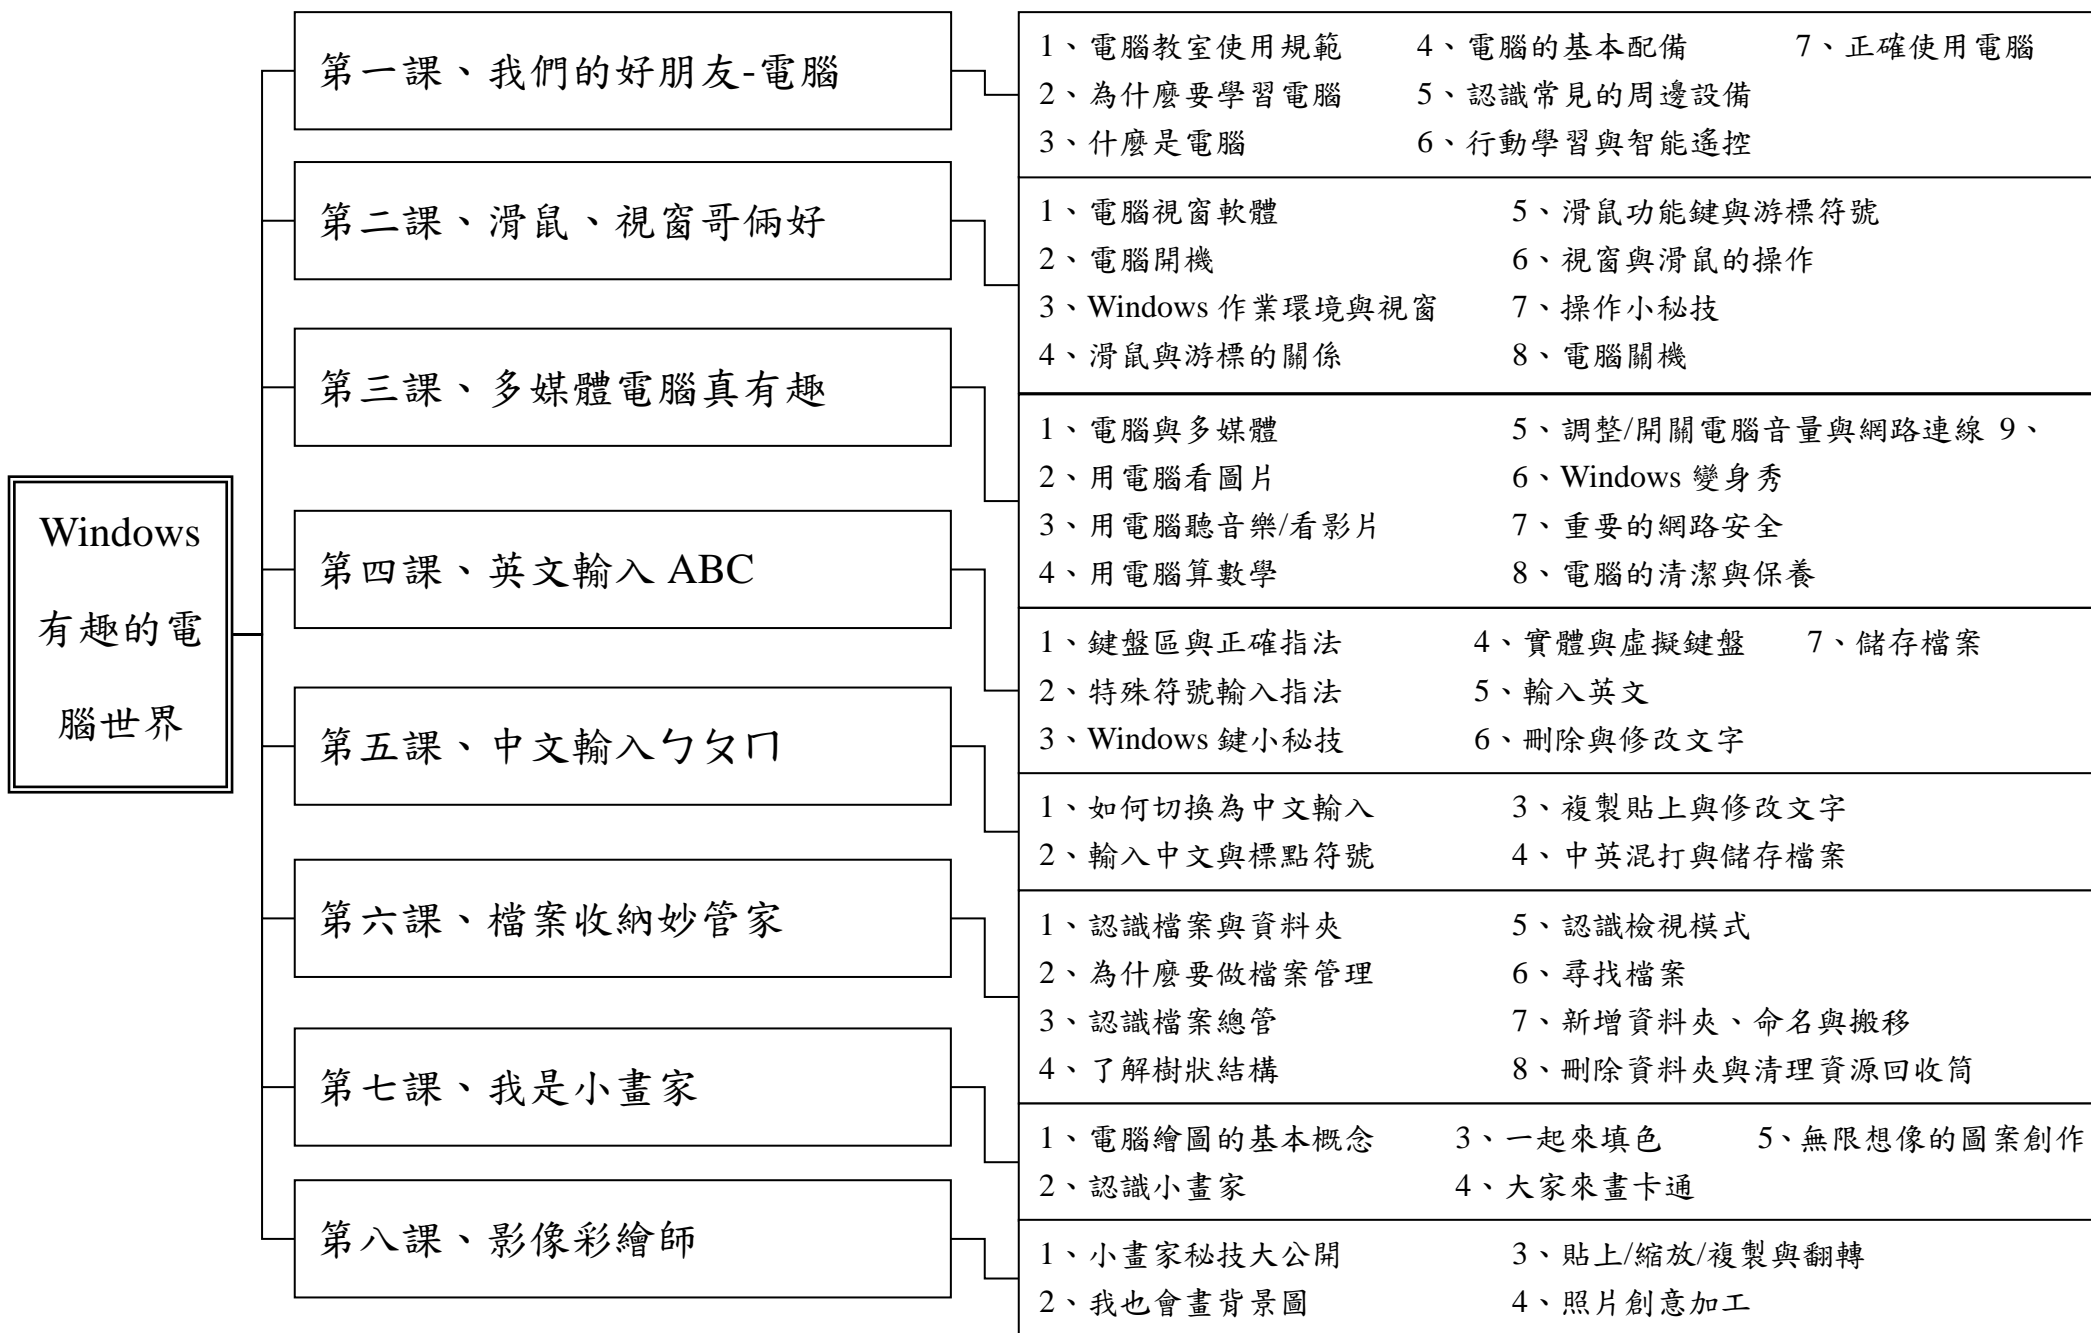 Windows
有趣的電
腦世界
第一課、我們的好朋友-電腦
1、電腦教室使用規範 4、電腦的基本配備 7、正確使用電腦
2、為什麼要學習電腦 5、認識常見的周邊設備
3、什麼是電腦 6、行動學習與智能遙控
第二課、滑鼠、視窗哥倆好
1、電腦視窗軟體 5、滑鼠功能鍵與游標符號
2、電腦開機 6、視窗與滑鼠的操作
3、Windows 作業環境與視窗 7、操作小秘技
4、滑鼠與游標的關係 8、電腦關機
第三課、多媒體電腦真有趣
1、電腦與多媒體 5、調整/開關電腦音量與網路連線 9、
2、用電腦看圖片 6、Windows 變身秀
3、用電腦聽音樂/看影片 7、重要的網路安全
4、用電腦算數學 8、電腦的清潔與保養
第四課、英文輸入 ABC
1、鍵盤區與正確指法 4、實體與虛擬鍵盤 7、儲存檔案
2、特殊符號輸入指法 5、輸入英文
3、Windows 鍵小秘技 6、刪除與修改文字
第五課、中文輸入ㄅㄆㄇ
1、如何切換為中文輸入 3、複製貼上與修改文字
2、輸入中文與標點符號 4、中英混打與儲存檔案
第六課、檔案收納妙管家
1、認識檔案與資料夾 5、認識檢視模式
2、為什麼要做檔案管理 6、尋找檔案
3、認識檔案總管 7、新增資料夾、命名與搬移
4、了解樹狀結構 8、刪除資料夾與清理資源回收筒
第七課、我是小畫家
1、電腦繪圖的基本概念 3、一起來填色 5、無限想像的圖案創作
2、認識小畫家 4、大家來畫卡通
第八課、影像彩繪師
1、小畫家秘技大公開 3、貼上/縮放/複製與翻轉
2、我也會畫背景圖 4、照片創意加工